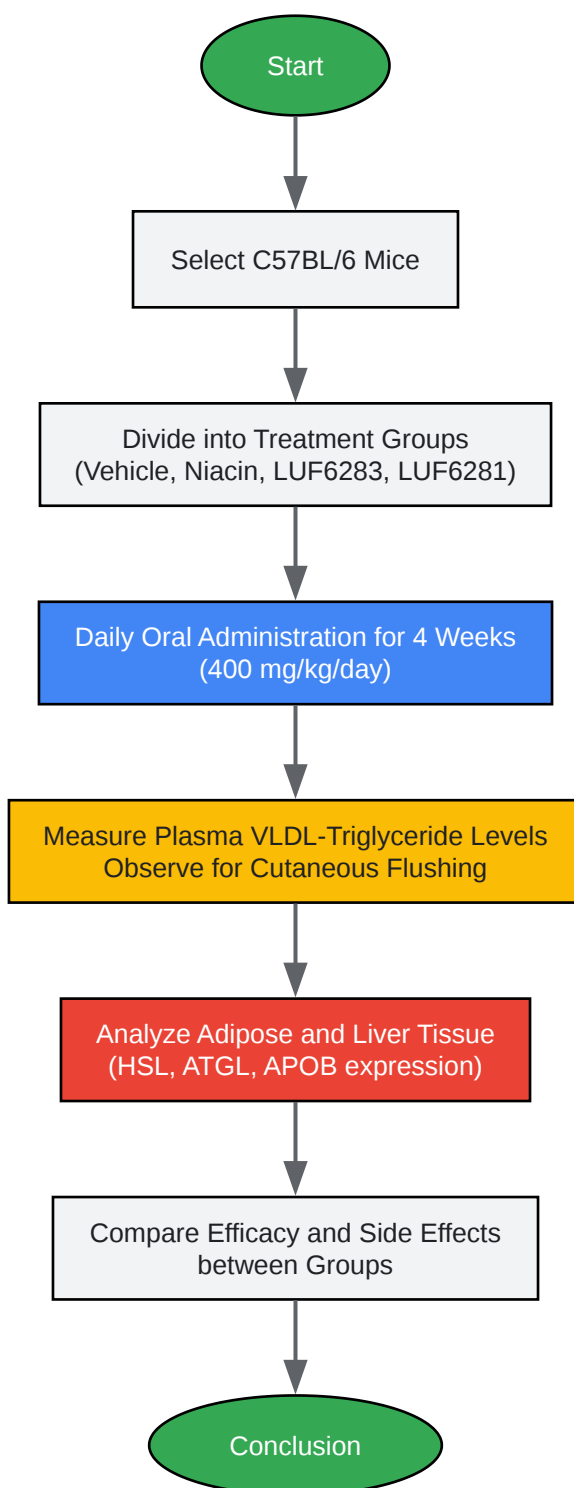 Start
Select C57BL/6 Mice
Divide into Treatment Groups
(Vehicle, Niacin, LUF6283, LUF6281)
Daily Oral Administration for 4 Weeks
(400 mg/kg/day)
Measure Plasma VLDL-Triglyceride Levels
Observe for Cutaneous Flushing
Analyze Adipose and Liver Tissue
(HSL, ATGL, APOB expression)
Compare Efficacy and Side Effects
between Groups
Conclusion